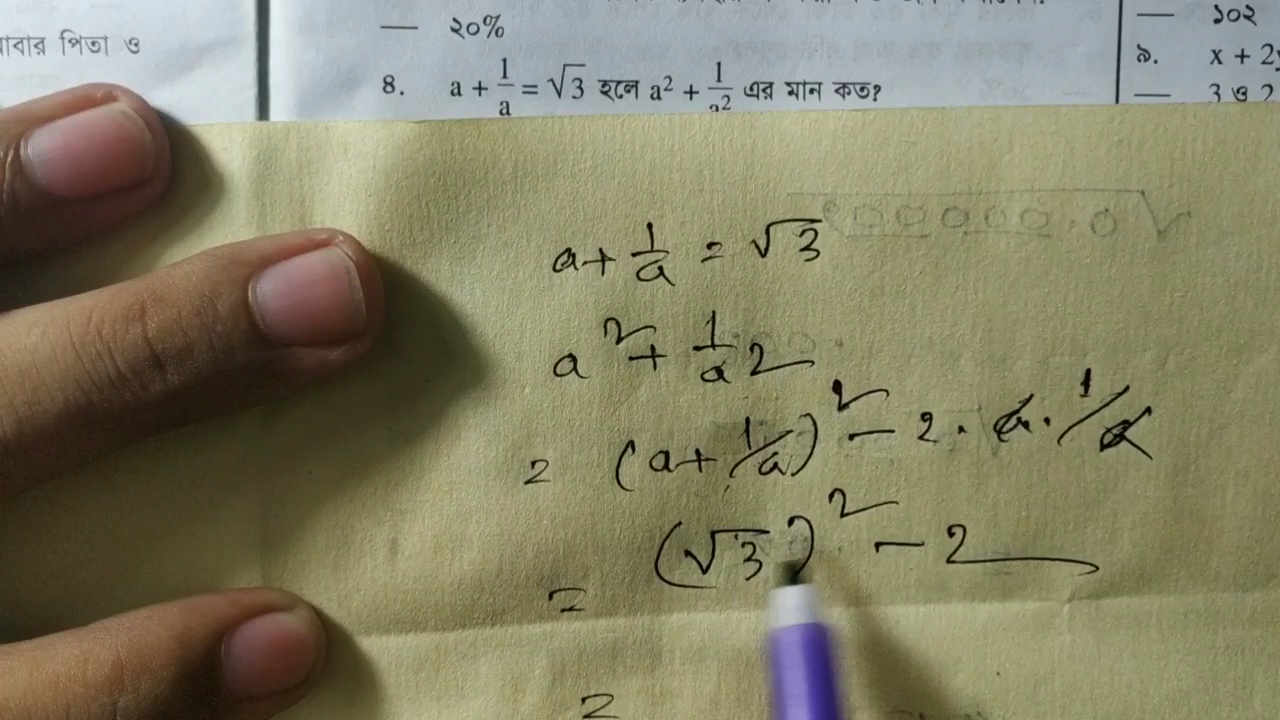 যাবার পিতা ও
— ২০%
8. a + 1/a = √3 হলে a² + 1/a² এর মান কত?
— ১০২
৯. x + 2y
— 3 ও 2
a + 1/a = √3
a² + 1/a2
= (a + 1/a)² – 2 . a . 1/a
= (√3)² – 2
=